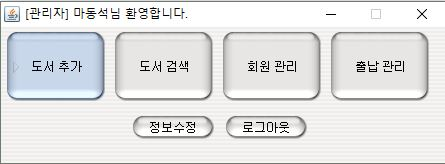 [관리자] 마동석님 환영합니다.
도서 추가 도서 검색 회원 관리 출납 관리
정보수정 로그아웃